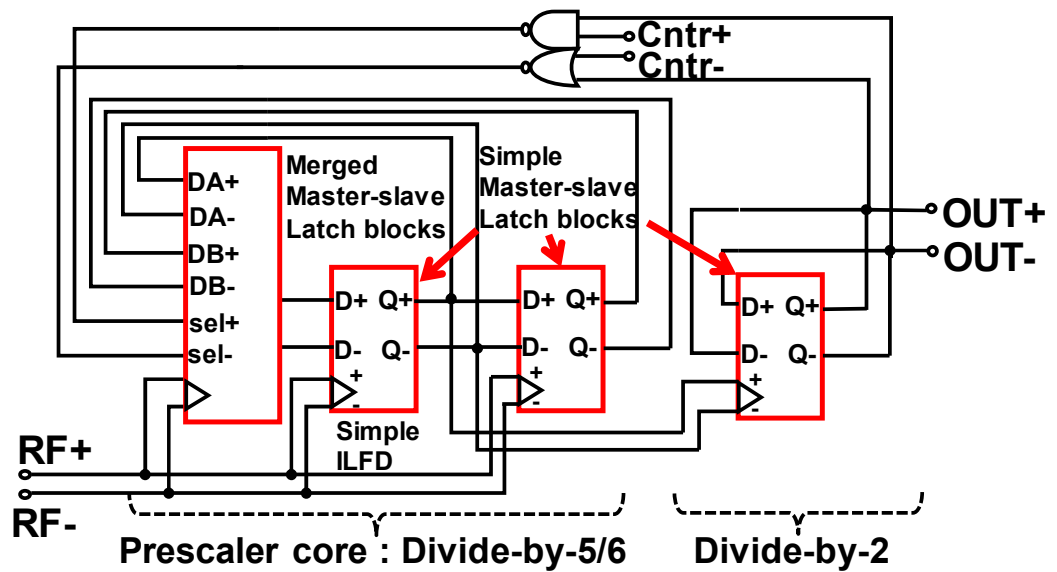 Cntr+
Cntr-
DA+
DA-
DB+
DB-
sel+
sel-
Merged
Master-slave
Latch blocks
Simple
Master-slave
Latch blocks
D+ Q+
D- Q-
+
-
Simple
ILFD
D+ Q+
D- Q-
+
-
D+ Q+
D- Q-
+
-
OUT+
OUT-
RF+
RF-
Prescaler core : Divide-by-5/6
Divide-by-2